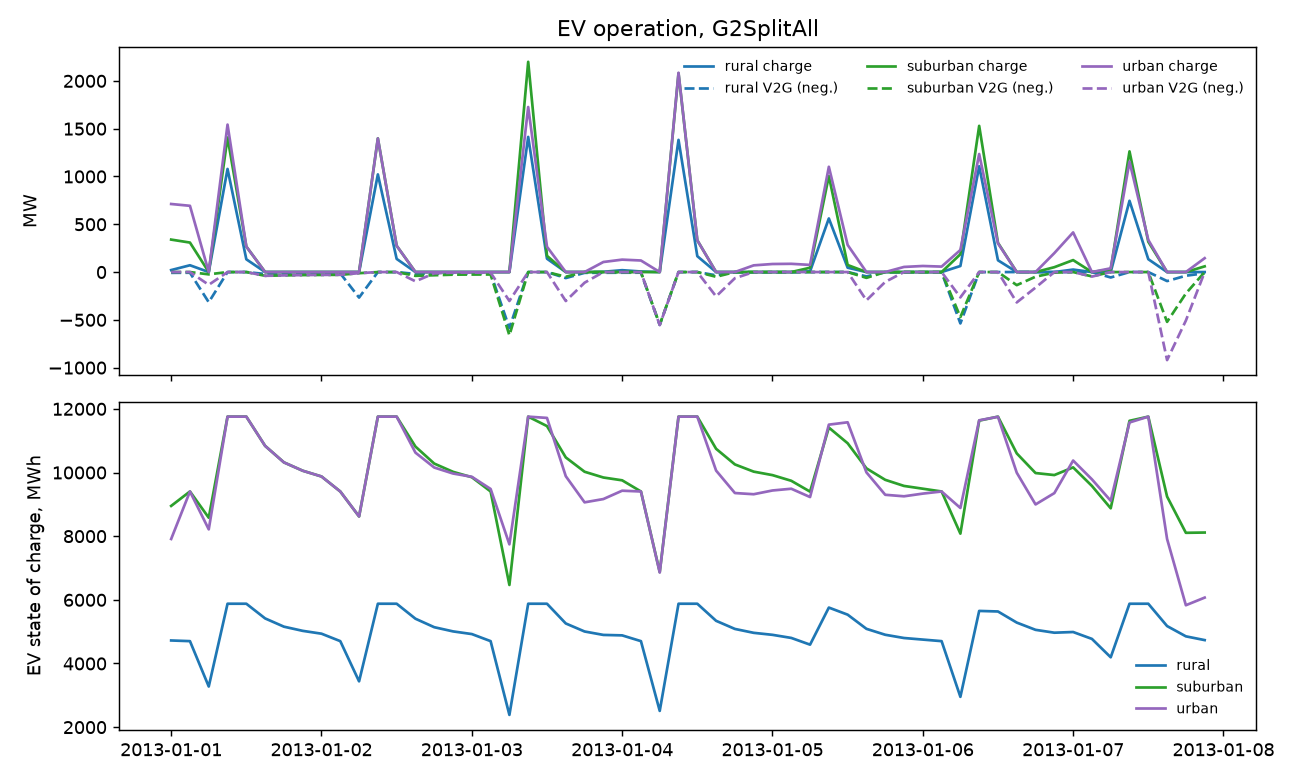 EV operation, G2SplitAll
MW
2000
1500
1000
500
0
−500
−1000
rural charge
rural V2G (neg.)
suburban charge
suburban V2G (neg.)
urban charge
urban V2G (neg.)
EV state of charge, MWh
12000
10000
8000
6000
4000
2000
rural
suburban
urban
2013-01-01
2013-01-02
2013-01-03
2013-01-04
2013-01-05
2013-01-06
2013-01-07
2013-01-08